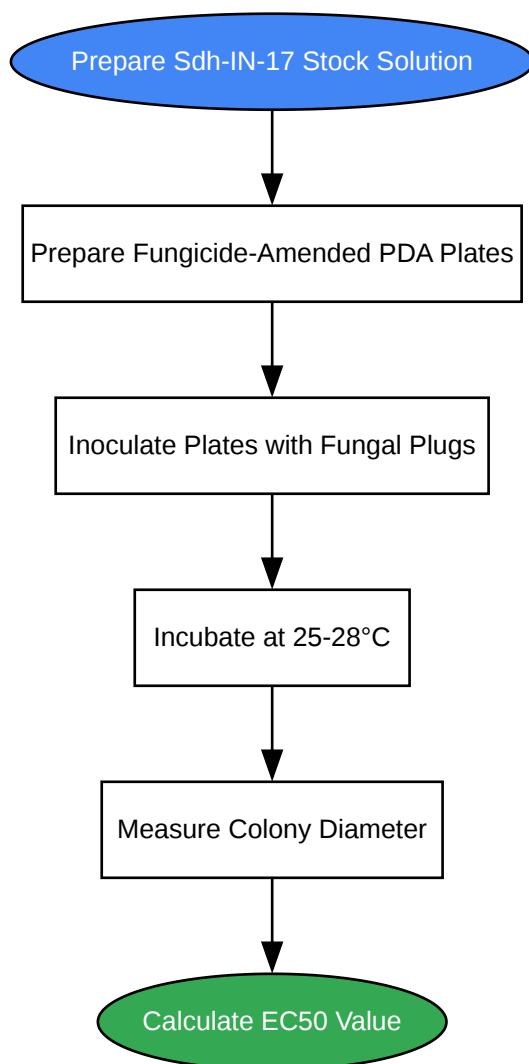 Prepare Sdh-IN-17 Stock Solution
Prepare Fungicide-Amended PDA Plates
Inoculate Plates with Fungal Plugs
Incubate at 25-28°C
Measure Colony Diameter
Calculate EC50 Value